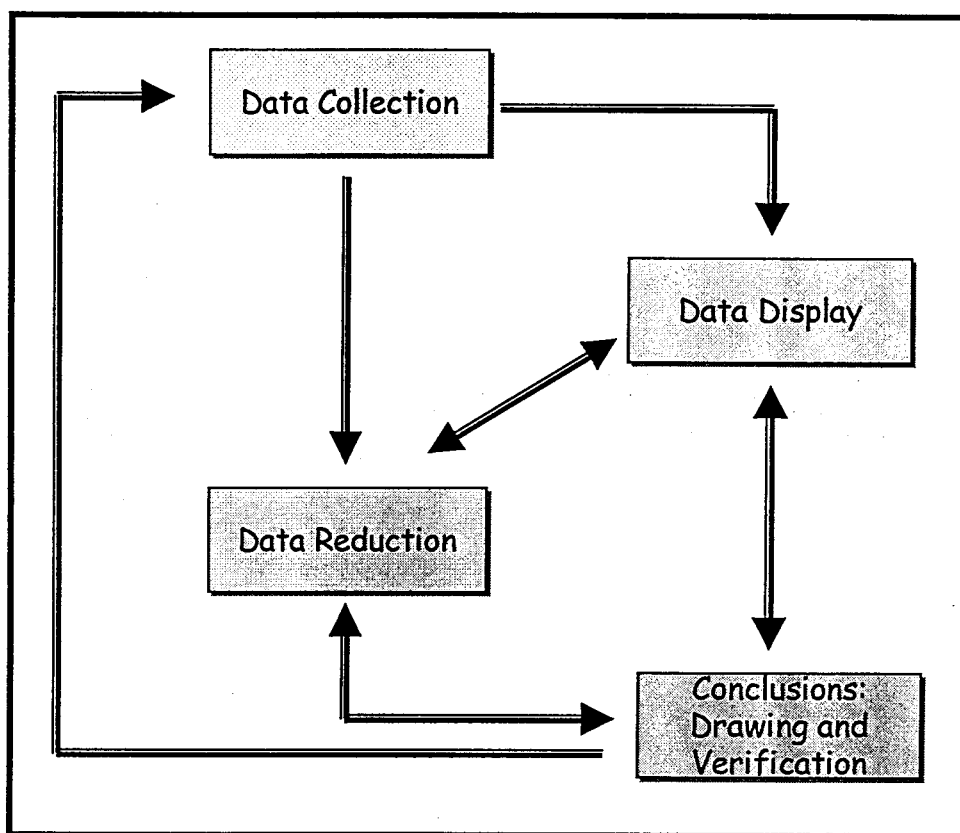 Data Collection
Data Display
Data Reduction
Conclusions:
Drawing and
Verification